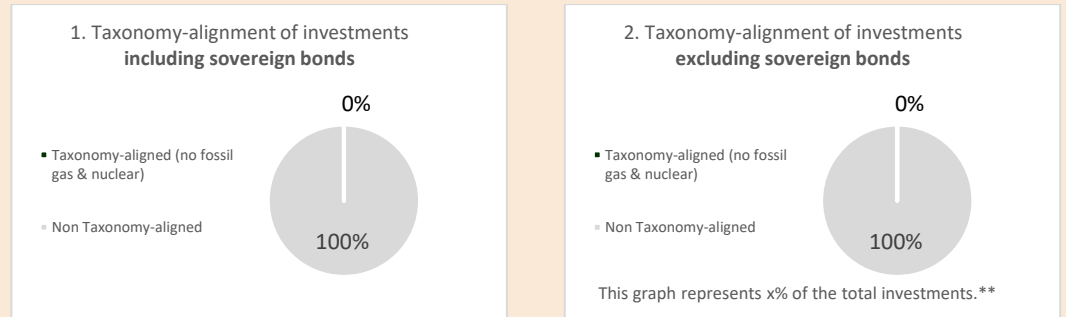 1. Taxonomy-alignment of investments
including sovereign bonds
0%
Taxonomy-aligned (no fossil
gas & nuclear)
Non Taxonomy-aligned
100%
2. Taxonomy-alignment of investments
excluding sovereign bonds
0%
Taxonomy-aligned (no fossil
gas & nuclear)
Non Taxonomy-aligned
100%
This graph represents x% of the total investments.**